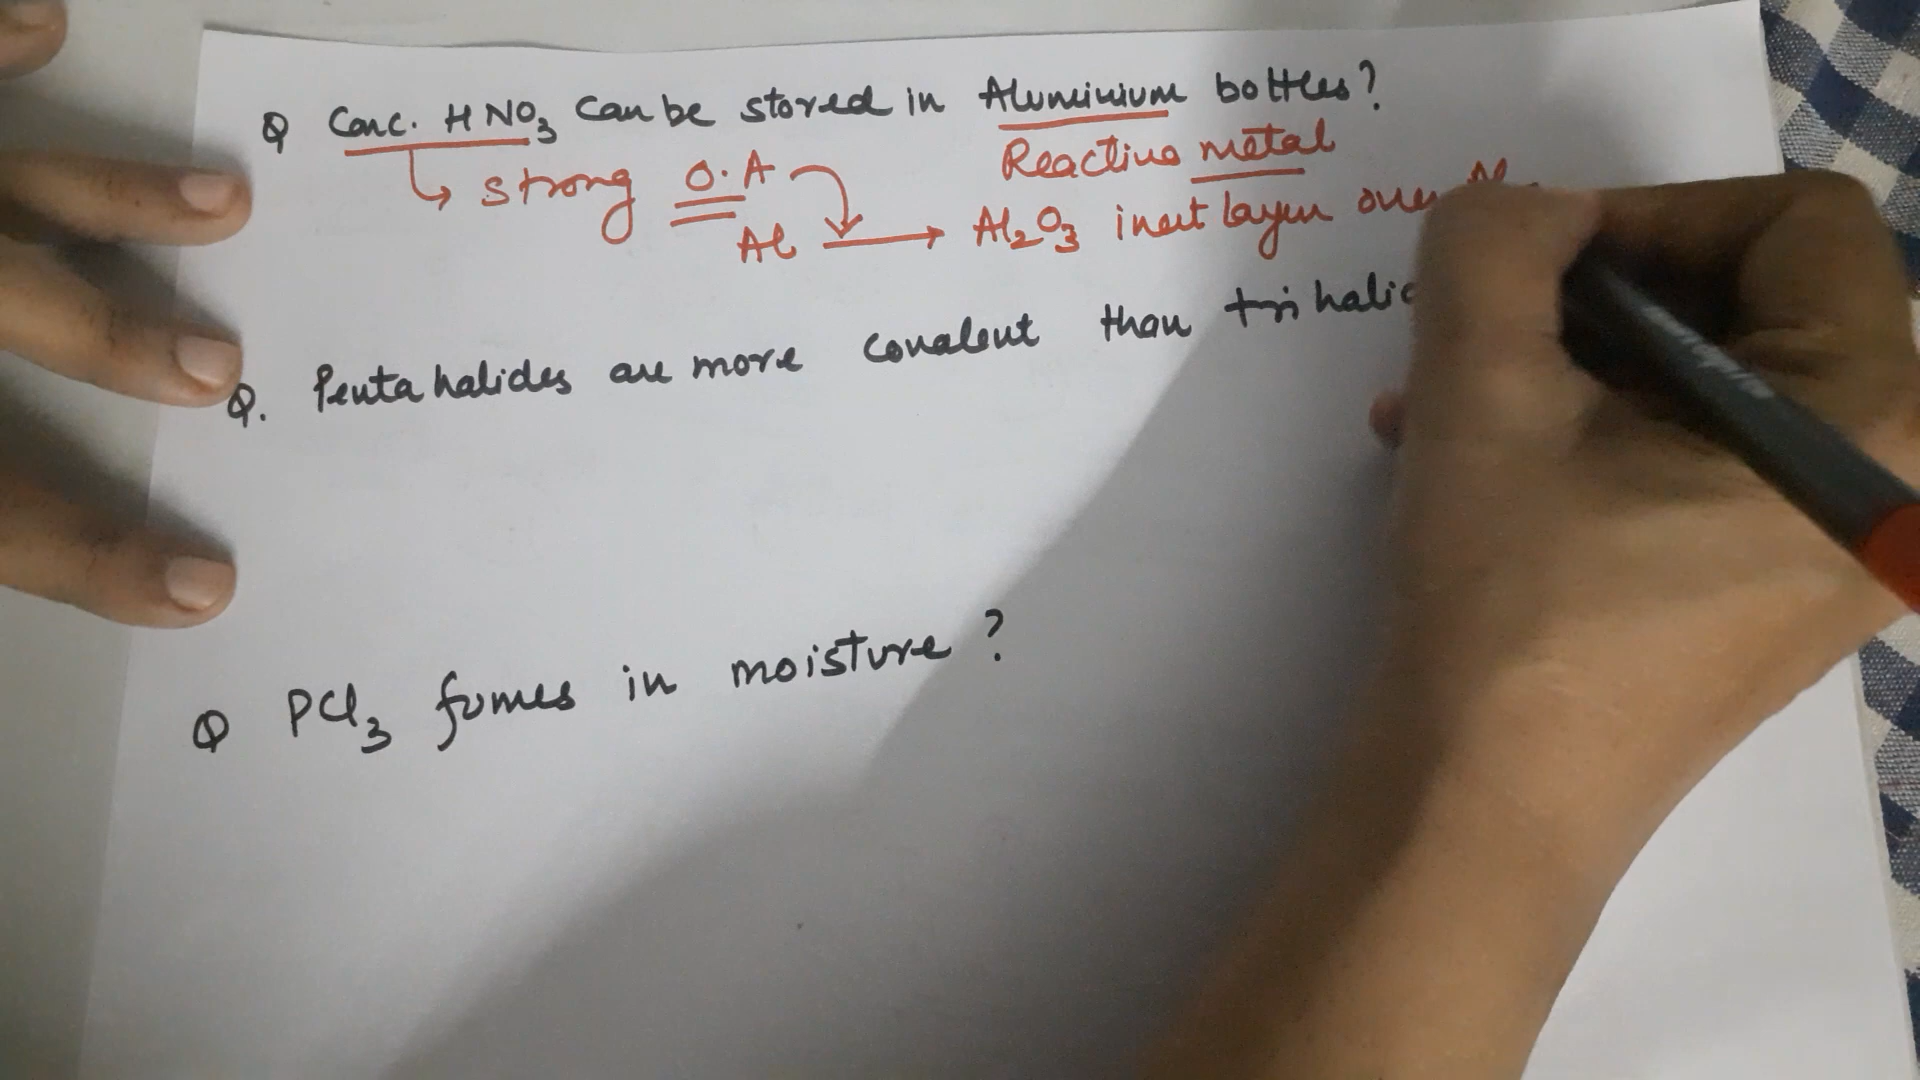 Q Conc. HNO3 can be stored in Aluminium bottles?
Reactive metal
↳ strong O.A
Al → Al2O3 inert layer over
Q. Penta halides are more covalent than tri
Q PCl3 fumes in moisture?